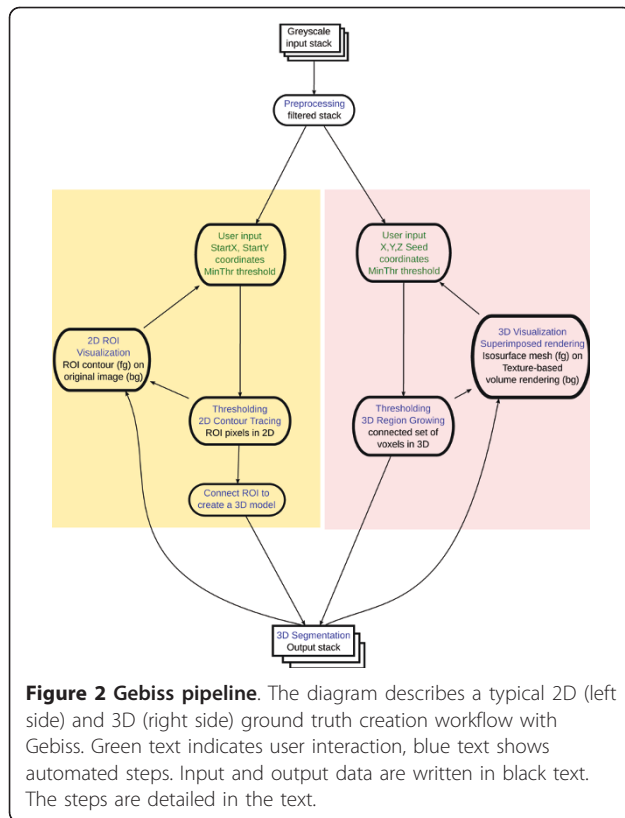 Greyscale
input stack
Preprocessing
filtered stack
User input
StartX, StartY
coordinates
MinThr threshold
User input
X,Y,Z Seed
coordinates
MinThr threshold
2D ROI
Visualization
ROI contour (fg) on
original image (bg)
3D Visualization
Superimposed rendering
Isosurface mesh (fg) on
Texture-based
volume rendering (bg)
Thresholding
2D Contour Tracing
ROI pixels in 2D
Thresholding
3D Region Growing
connected set of
voxels in 3D
Connect ROI to
create a 3D model
3D Segmentation
Output stack
Figure 2 Gebiss pipeline. The diagram describes a typical 2D (left
side) and 3D (right side) ground truth creation workflow with
Gebiss. Green text indicates user interaction, blue text shows
automated steps. Input and output data are written in black text.
The steps are detailed in the text.